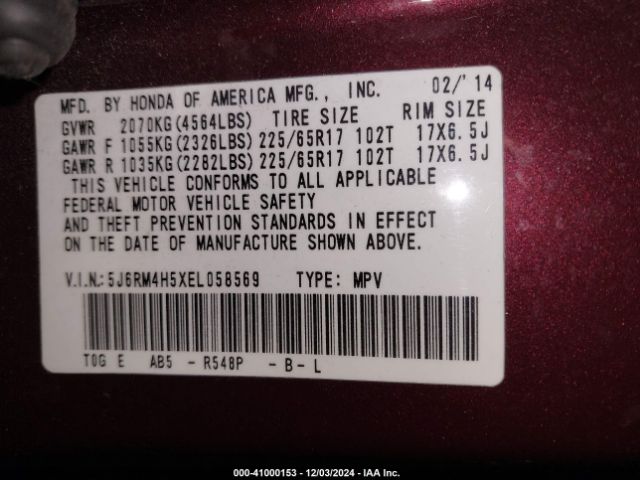 MFD. BY HONDA OF AMERICA MFG., INC. 02/'14
GVWR 2070KG(4564LBS) TIRE SIZE RIM SIZE
GAWR F 1055KG(2326LBS) 225/65R17 102T 17X6.5J
GAWR R 1035KG(2282LBS) 225/65R17 102T 17X6.5J
THIS VEHICLE CONFORMS TO ALL APPLICABLE
FEDERAL MOTOR VEHICLE SAFETY
AND THEFT PREVENTION STANDARDS IN EFFECT
ON THE DATE OF MANUFACTURE SHOWN ABOVE.
V.I.N.: 5J6RM4H5XEL058569 TYPE: MPV
T0G E AB5 - R548P - B - L
000-41000153 - 12/03/2024 - IAA Inc.